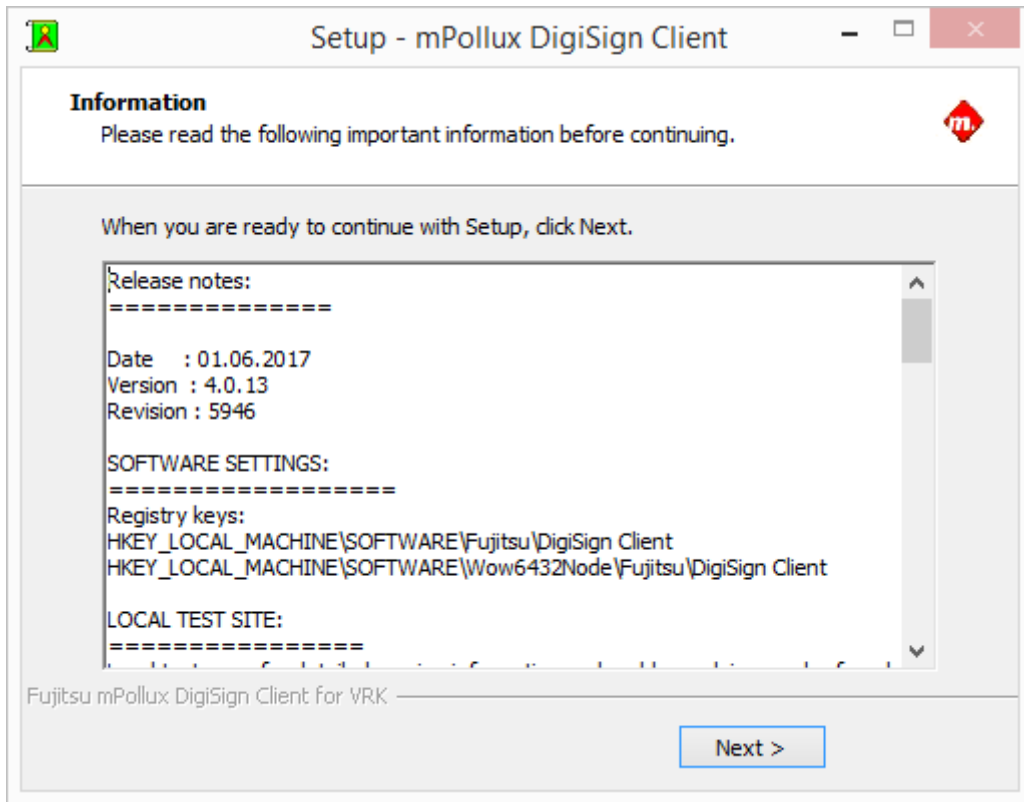 Setup - mPollux DigiSign Client
Information
Please read the following important information before continuing.
m.
When you are ready to continue with Setup, click Next.
Release notes:
==============
Date : 01.06.2017
Version : 4.0.13
Revision : 5946
SOFTWARE SETTINGS:
==================
Registry keys:
HKEY_LOCAL_MACHINE\SOFTWARE\Fujitsu\DigiSign Client
HKEY_LOCAL_MACHINE\SOFTWARE\Wow6432Node\Fujitsu\DigiSign Client
LOCAL TEST SITE:
================
Fujitsu mPollux DigiSign Client for VRK
Next >